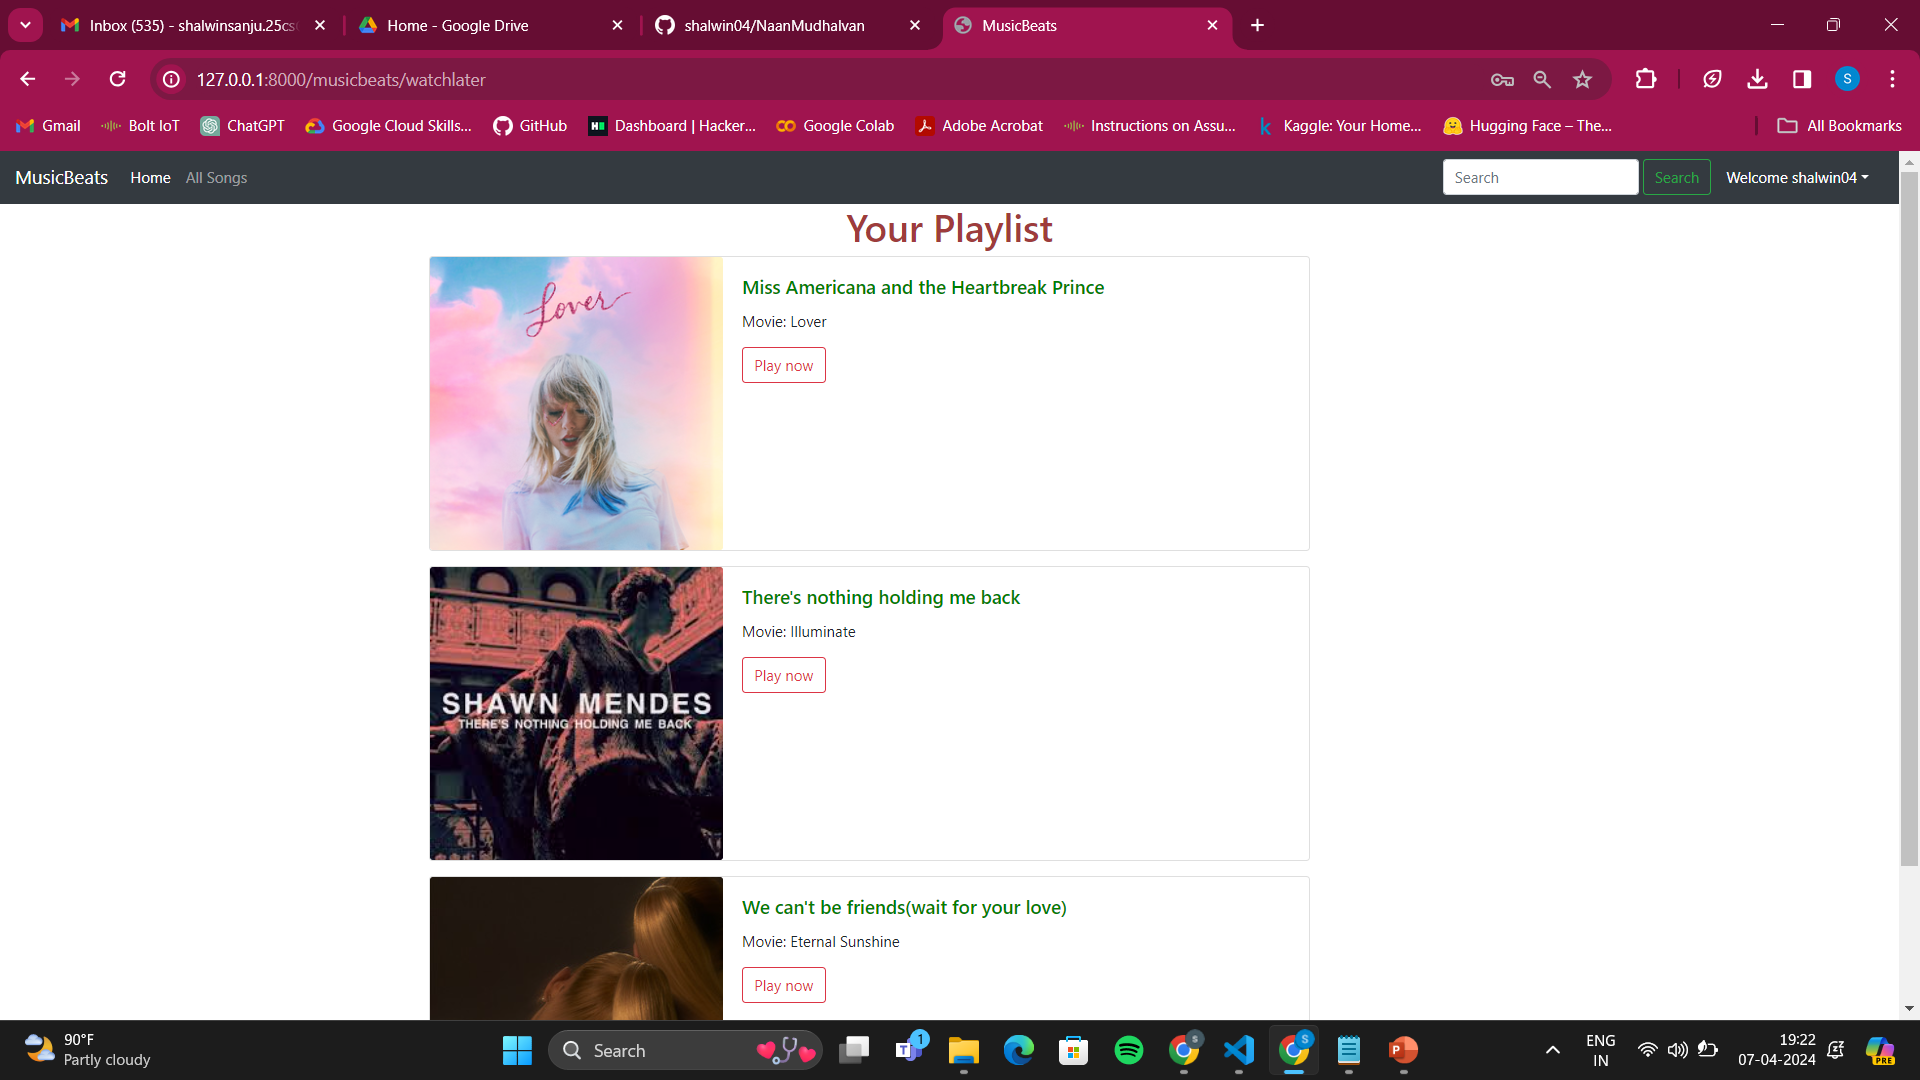 Inbox (535) - shalwinsanju.25cs
Home - Google Drive
shalwin04/NaanMudhalvan
MusicBeats
127.0.0.1:8000/musicbeats/watchlater
S
Gmail
Bolt IoT
ChatGPT
Google Cloud Skills...
GitHub
Dashboard | Hacker...
Google Colab
Adobe Acrobat
Instructions on Assu...
Kaggle: Your Home...
Hugging Face – The...
All Bookmarks
MusicBeats
Home
All Songs
Search
Search
Welcome shalwin04
Your Playlist
Lover
Miss Americana and the Heartbreak Prince
Movie: Lover
Play now
SHAWN MENDES
THERE'S NOTHING HOLDING ME BACK
There's nothing holding me back
Movie: Illuminate
Play now
We can't be friends(wait for your love)
Movie: Eternal Sunshine
Play now
90°F
Partly cloudy
Search
1
ENG
IN
19:22
07-04-2024
PRE